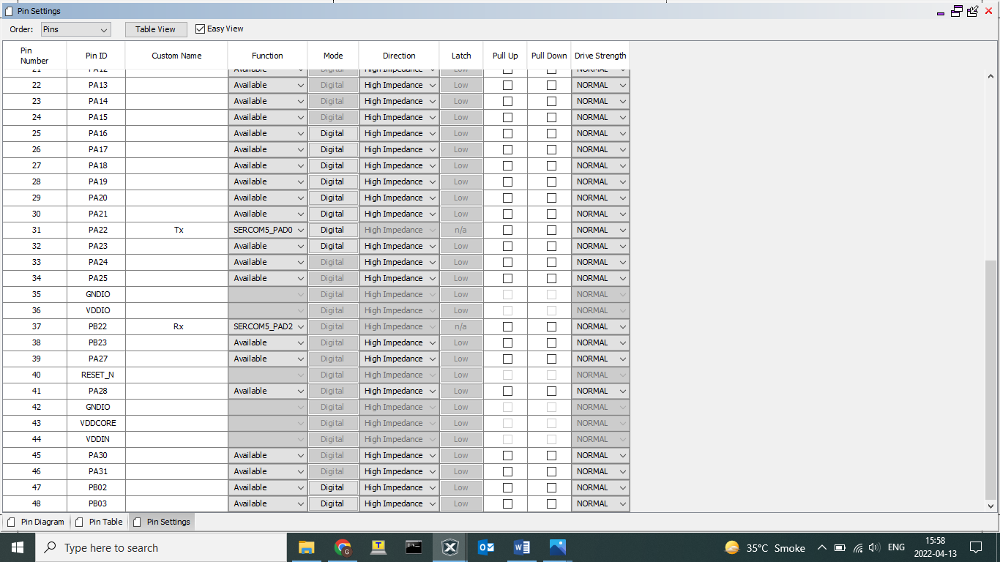 Pin Settings
Order: Pins Table View Easy View
Pin Number Pin ID Custom Name Function Mode Direction Latch Pull Up Pull Down Drive Strength
21 PA12 Available Digital High Impedance Low NORMAL
22 PA13 Available Digital High Impedance Low NORMAL
23 PA14 Available Digital High Impedance Low NORMAL
24 PA15 Available Digital High Impedance Low NORMAL
25 PA16 Available Digital High Impedance Low NORMAL
26 PA17 Available Digital High Impedance Low NORMAL
27 PA18 Available Digital High Impedance Low NORMAL
28 PA19 Available Digital High Impedance Low NORMAL
29 PA20 Available Digital High Impedance Low NORMAL
30 PA21 Available Digital High Impedance Low NORMAL
31 PA22 Tx SERCOM5_PAD0 Digital High Impedance n/a NORMAL
32 PA23 Available Digital High Impedance Low NORMAL
33 PA24 Available Digital High Impedance Low NORMAL
34 PA25 Available Digital High Impedance Low NORMAL
35 GNDIO Digital High Impedance Low NORMAL
36 VDDIO Digital High Impedance Low NORMAL
37 PB22 Rx SERCOM5_PAD2 Digital High Impedance n/a NORMAL
38 PB23 Available Digital High Impedance Low NORMAL
39 PA27 Available Digital High Impedance Low NORMAL
40 RESET_N Digital High Impedance Low NORMAL
41 PA28 Available Digital High Impedance Low NORMAL
42 GNDIO Digital High Impedance Low NORMAL
43 VDDCORE Digital High Impedance Low NORMAL
44 VDDIN Digital High Impedance Low NORMAL
45 PA30 Available Digital High Impedance Low NORMAL
46 PA31 Available Digital High Impedance Low NORMAL
47 PB02 Available Digital High Impedance Low NORMAL
48 PB03 Available Digital High Impedance Low NORMAL
Pin Diagram Pin Table Pin Settings
Type here to search 35°C Smoke ENG 15:58
2022-04-13